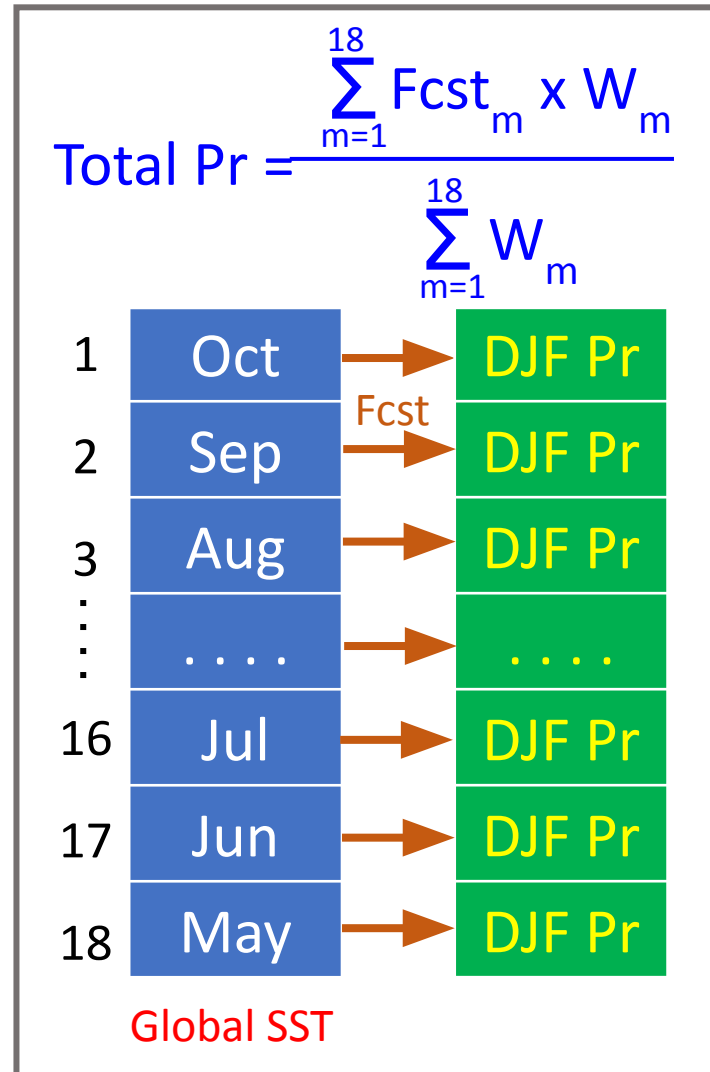 18
Σ Fcst_m x W_m
m=1
Total Pr =
18
Σ W_m
m=1
1 Oct DJF Pr
Fcst
2 Sep DJF Pr
3 Aug DJF Pr
. . . . . . . .
16 Jul DJF Pr
17 Jun DJF Pr
18 May DJF Pr
Global SST